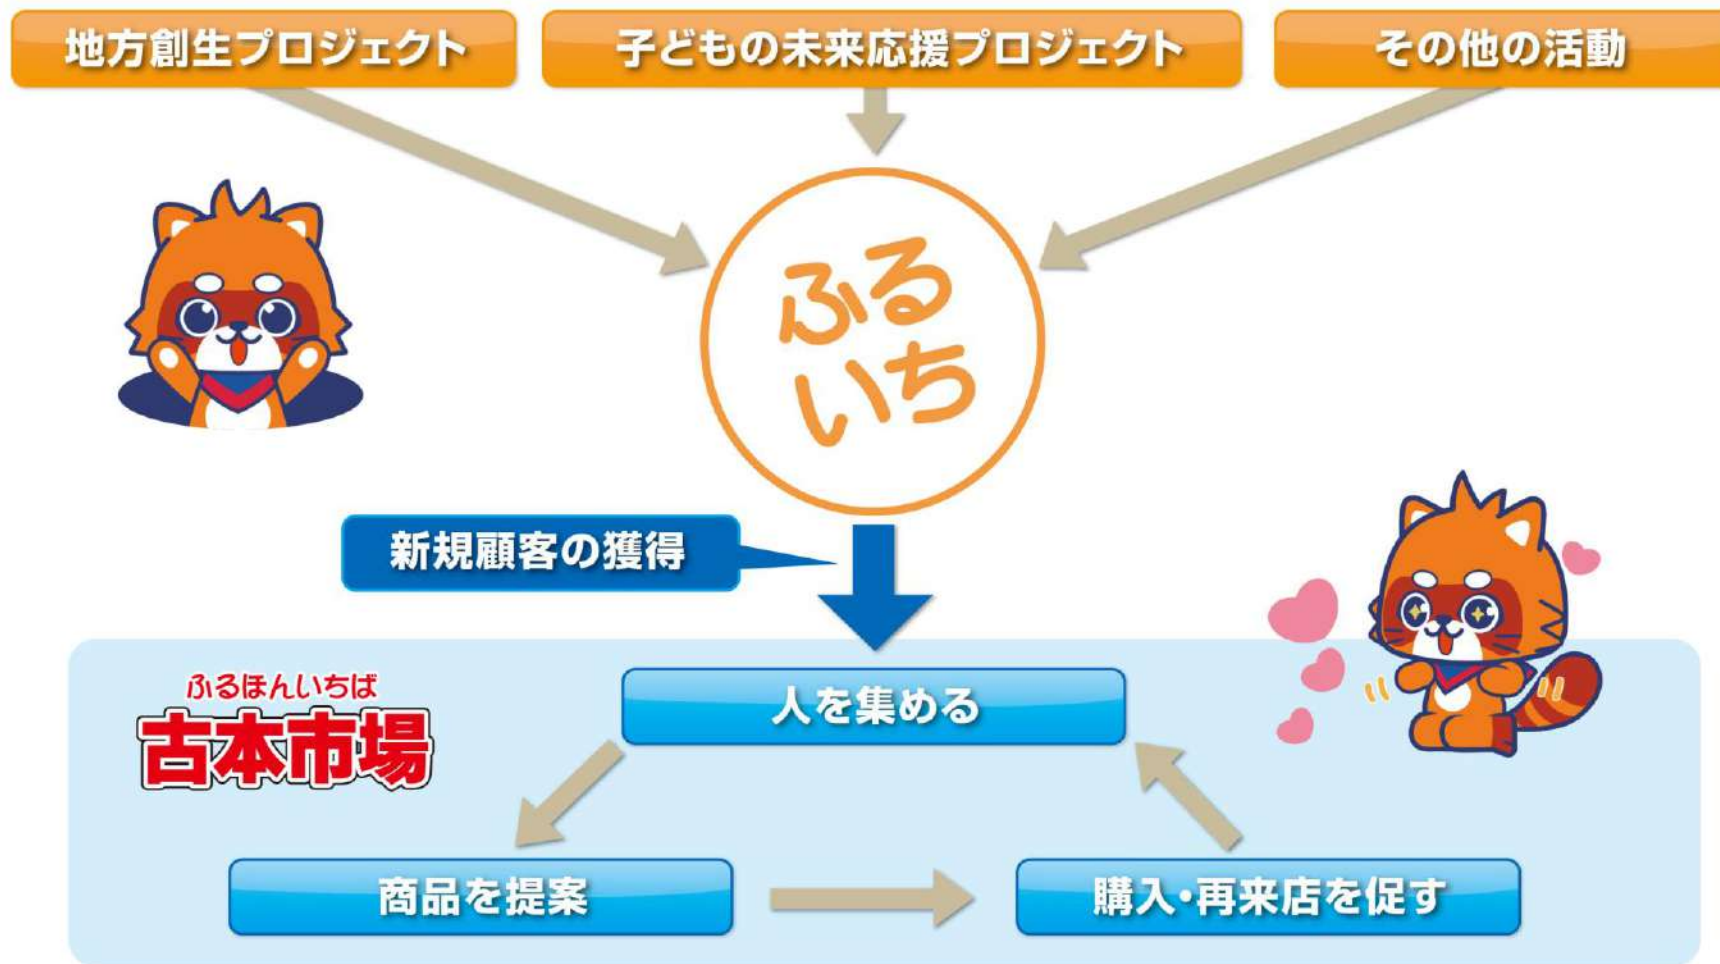 地方創生プロジェクト
子どもの未来応援プロジェクト
その他の活動
ふる
いち
新規顧客の獲得
ふるほんいちば
古本市場
人を集める
商品を提案
購入・再来店を促す